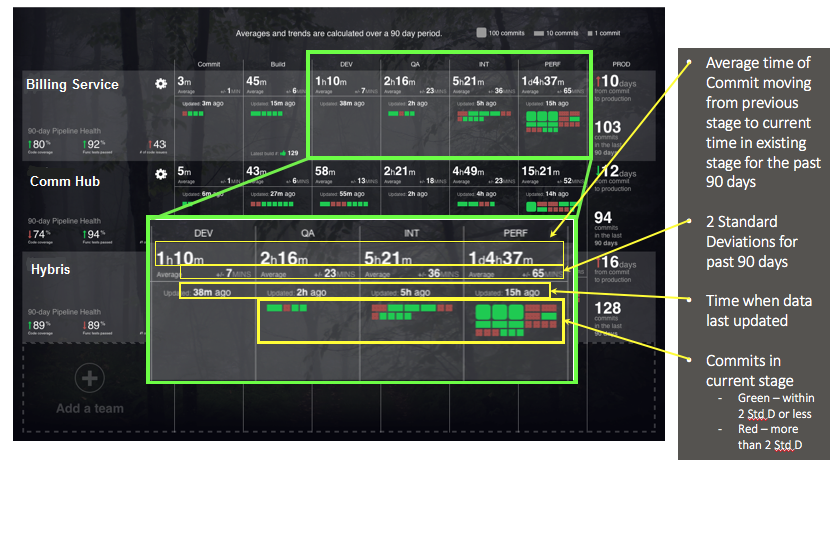 Averages and trends are calculated over a 90 day period.
100 commits
10 commits
1 commit
Commit
Build
DEV
QA
INT
PERF
PROD
Billing Service
3m
45m
1h10m
2h16m
5h21m
1d4h37m
↑10days
from commit
to production
Average +/- 1MIN
Average +/- 6MIN
Average +/- 7MINS
Average +/- 23MINS
Average +/- 36MINS
Average +/- 65MINS
Updated: 3m ago
Updated: 15m ago
Updated: 38m ago
Updated: 2h ago
Updated: 5h ago
Updated: 15h ago
103
commits
in the last
90 days
90-day Pipeline Health
↑80%
↑92%
↑43
Code coverage
Func tests passed
# of code issues
Latest build #: 129
Comm Hub
5m
43m
58m
2h21m
4h49m
15h21m
↓12days
from commit
to production
Average
Average +/- 6MIN
Average +/- 13MINS
Average +/- 18MINS
Average +/- 23MINS
Average +/- 52MINS
Updated: 6m ago
Updated: 27m ago
Updated: 55m ago
Updated: 2h ago
Updated: 4h ago
Updated: 14h ago
94
commits
in the last
90 days
90-day Pipeline Health
↓74%
↑94%
Code coverage
Func tests passed
Hybris
↑16days
from commit
to production
128
commits
in the last
90 days
90-day Pipeline Health
↑89%
↓89%
Code coverage
Func tests passed
DEV
QA
INT
PERF
1h10m
2h16m
5h21m
1d4h37m
Average +/- 7MINS
Average +/- 23MINS
Average +/- 36MINS
Average +/- 65MINS
Updated: 38m ago
Updated: 2h ago
Updated: 5h ago
Updated: 15h ago
Add a team
• Average time of
Commit moving
from previous
stage to current
time in existing
stage for the past
90 days
• 2 Standard
Deviations for
past 90 days
• Time when data
last updated
• Commits in
current stage
- Green – within
2 Std.D or less
- Red – more
than 2 Std.D